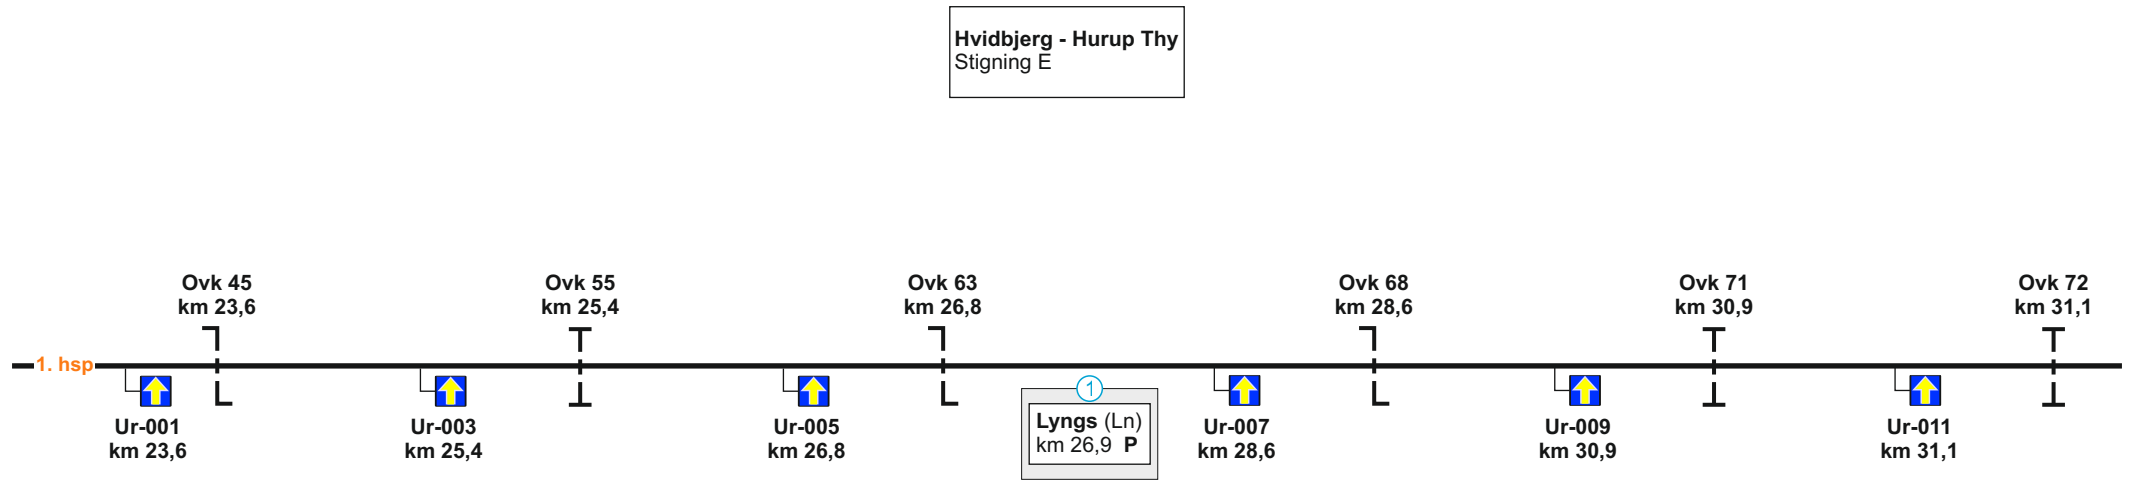 Hvidbjerg - Hurup Thy
Stigning E
Ovk 45
km 23,6
Ovk 55
km 25,4
Ovk 63
km 26,8
Ovk 68
km 28,6
Ovk 71
km 30,9
Ovk 72
km 31,1
1. hsp
Ur-001
km 23,6
Ur-003
km 25,4
Ur-005
km 26,8
1
Lyngs (Ln)
km 26,9 P
Ur-007
km 28,6
Ur-009
km 30,9
Ur-011
km 31,1